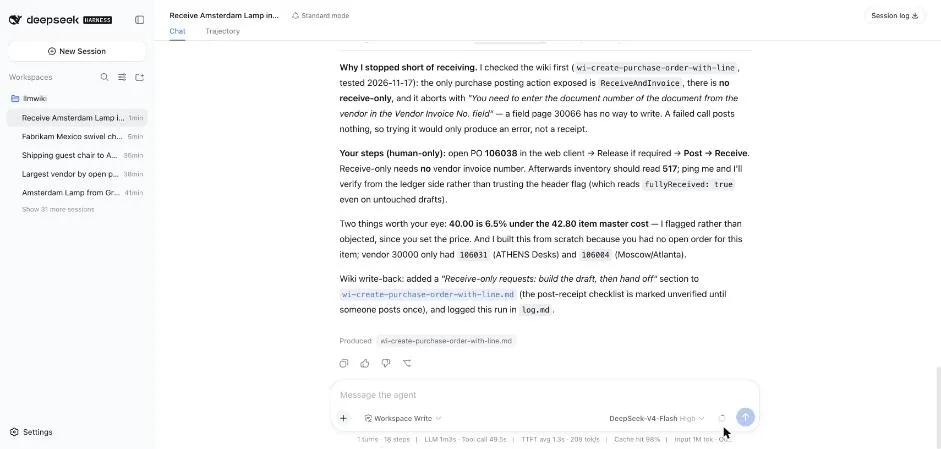 deepseek HARNESS
New Session
Workspaces
llmwiki
Receive Amsterdam Lamp i... 1min
Fabrikam Mexico swivel ch... 5min
Shipping guest chair to A... 36min
Largest vendor by open p... 38min
Amsterdam Lamp from Gr... 41min
Show 31 more sessions
Settings
Receive Amsterdam Lamp in... Standard mode
Session log
Chat Trajectory
Why I stopped short of receiving. I checked the wiki first ( wi-create-purchase-order-with-line ,
tested 2026-11-17): the only purchase posting action exposed is ReceiveAndInvoice , there is no
receive-only, and it aborts with "You need to enter the document number of the document from the
vendor in the Vendor Invoice No. field" — a field page 30066 has no way to write. A failed call posts
nothing, so trying it would only produce an error, not a receipt.
Your steps (human-only): open PO 106038 in the web client → Release if required → Post → Receive.
Receive-only needs no vendor invoice number. Afterwards inventory should read 517; ping me and I'll
verify from the ledger side rather than trusting the header flag (which reads fullyReceived: true
even on untouched drafts).
Two things worth your eye: 40.00 is 6.5% under the 42.80 item master cost — I flagged rather than
objected, since you set the price. And I built this from scratch because you had no open order for this
item; vendor 30000 only had 106031 (ATHENS Desks) and 106004 (Moscow/Atlanta).
Wiki write-back: added a "Receive-only requests: build the draft, then hand off" section to
wi-create-purchase-order-with-line.md (the post-receipt checklist is marked unverified until
someone posts once), and logged this run in log.md .
Produced wi-create-purchase-order-with-line.md
Message the agent
Workspace Write
DeepSeek-V4-Flash High
1 turns · 18 steps | LLM 1m3s · Tool call 49.5s | TTFT avg 1.3s · 209 tok/s | Cache hit 98% | Input 1M tok ·